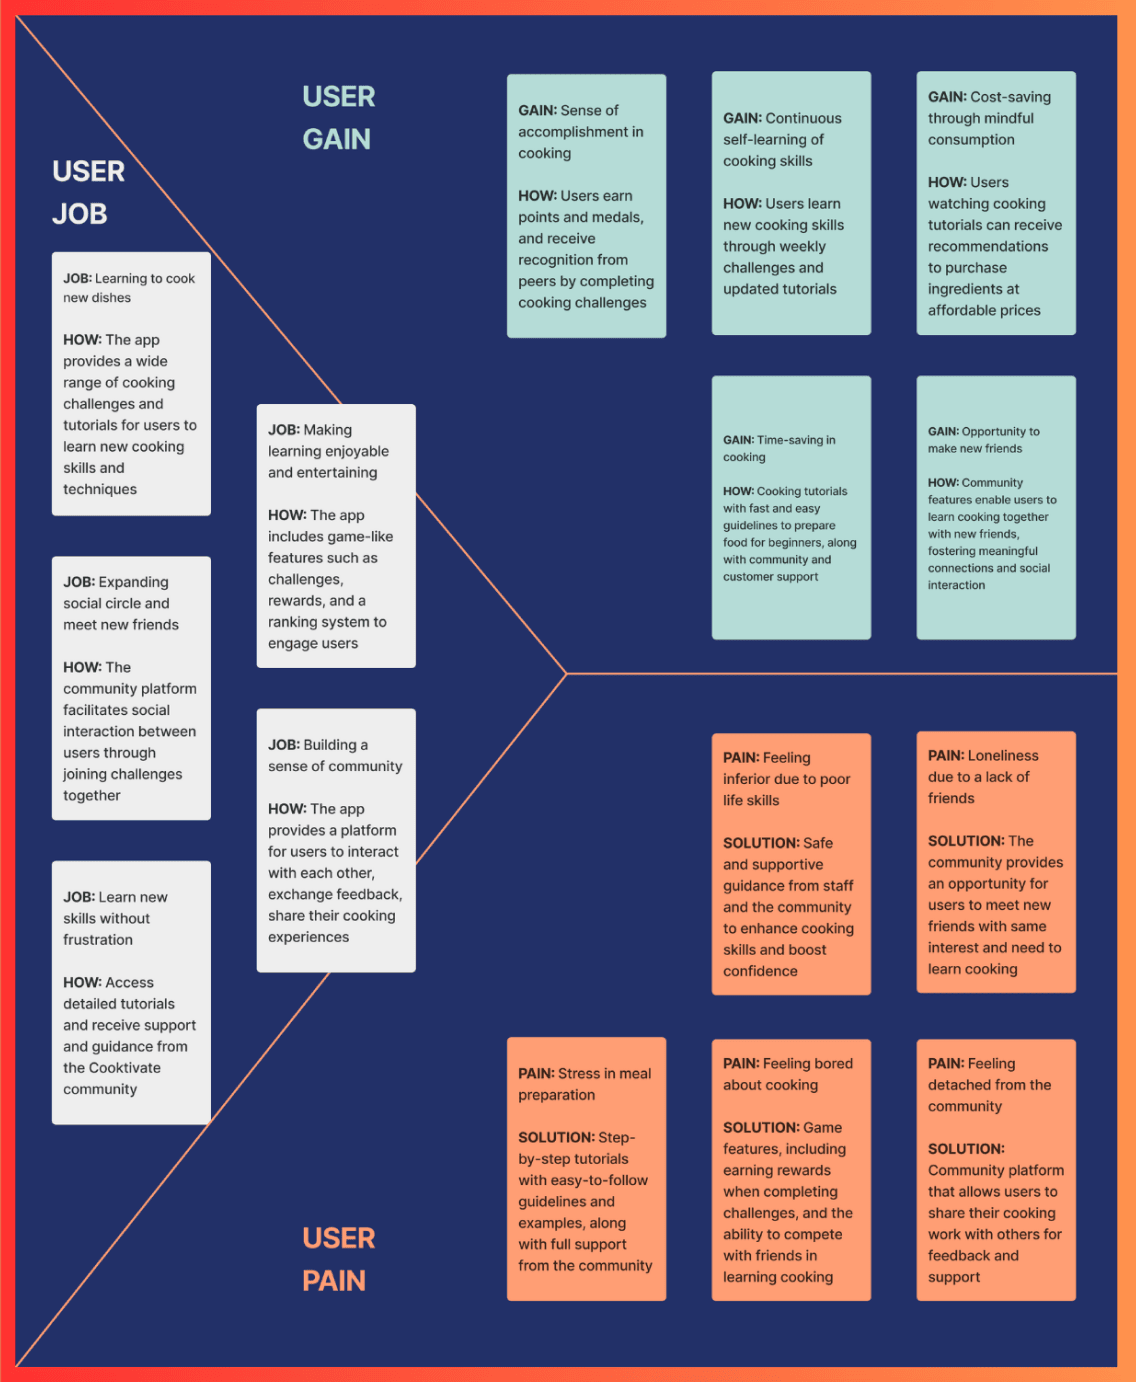 USER
GAIN
USER
JOB
JOB: Learning to cook
new dishes
HOW: The app
provides a wide
range of cooking
challenges and
tutorials for users to
learn new cooking
skills and
techniques
JOB: Expanding
social circle and
meet new friends
HOW: The
community platform
facilitates social
interaction between
users through
joining challenges
together
JOB: Learn new
skills without
frustration
HOW: Access
detailed tutorials
and receive support
and guidance from
the Cooktivate
community
JOB: Making
learning enjoyable
and entertaining
HOW: The app
includes game-like
features such as
challenges,
rewards, and a
ranking system to
engage users
JOB: Building a
sense of community
HOW: The app
provides a platform
for users to interact
with each other,
exchange feedback,
share their cooking
experiences
GAIN: Sense of
accomplishment in
cooking
HOW: Users earn
points and medals,
and receive
recognition from
peers by completing
cooking challenges
GAIN: Continuous
self-learning of
cooking skills
HOW: Users learn
new cooking skills
through weekly
challenges and
updated tutorials
GAIN: Cost-saving
through mindful
consumption
HOW: Users
watching cooking
tutorials can receive
recommendations
to purchase
ingredients at
affordable prices
GAIN: Time-saving in
cooking
HOW: Cooking tutorials
with fast and easy
guidelines to prepare
food for beginners, along
with community and
customer support
GAIN: Opportunity to
make new friends
HOW: Community
features enable users to
learn cooking together
with new friends,
fostering meaningful
connections and social
interaction
PAIN: Feeling
inferior due to poor
life skills
SOLUTION: Safe
and supportive
guidance from staff
and the community
to enhance cooking
skills and boost
confidence
PAIN: Loneliness
due to a lack of
friends
SOLUTION: The
community provides
an opportunity for
users to meet new
friends with same
interest and need to
learn cooking
PAIN: Stress in meal
preparation
SOLUTION: Step-
by-step tutorials
with easy-to-follow
guidelines and
examples, along
with full support
from the community
PAIN: Feeling bored
about cooking
SOLUTION: Game
features, including
earning rewards
when completing
challenges, and the
ability to compete
with friends in
learning cooking
PAIN: Feeling
detached from the
community
SOLUTION:
Community platform
that allows users to
share their cooking
work with others for
feedback and
support
USER
PAIN